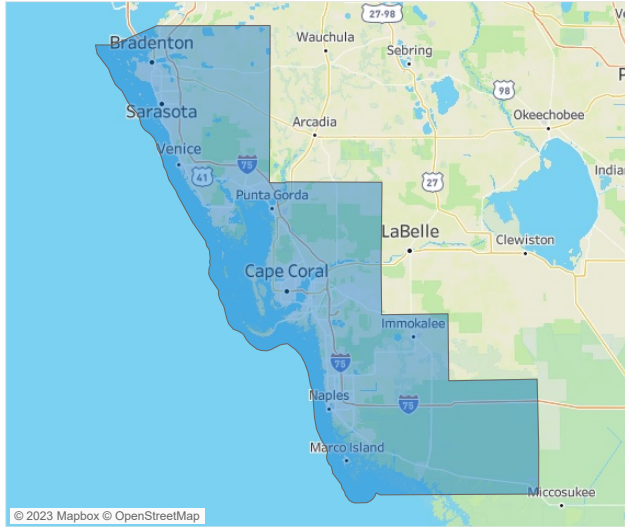 27-98
Wauchula
Sebring
Bradenton
98
Sarasota
Okeechobee
Arcadia
Venice
75
41
27
Punta Gorda
LaBelle
Clewiston
Cape Coral
Immokalee
75
Naples
75
Marco Island
Miccosukee
© 2023 Mapbox © OpenStreetMap